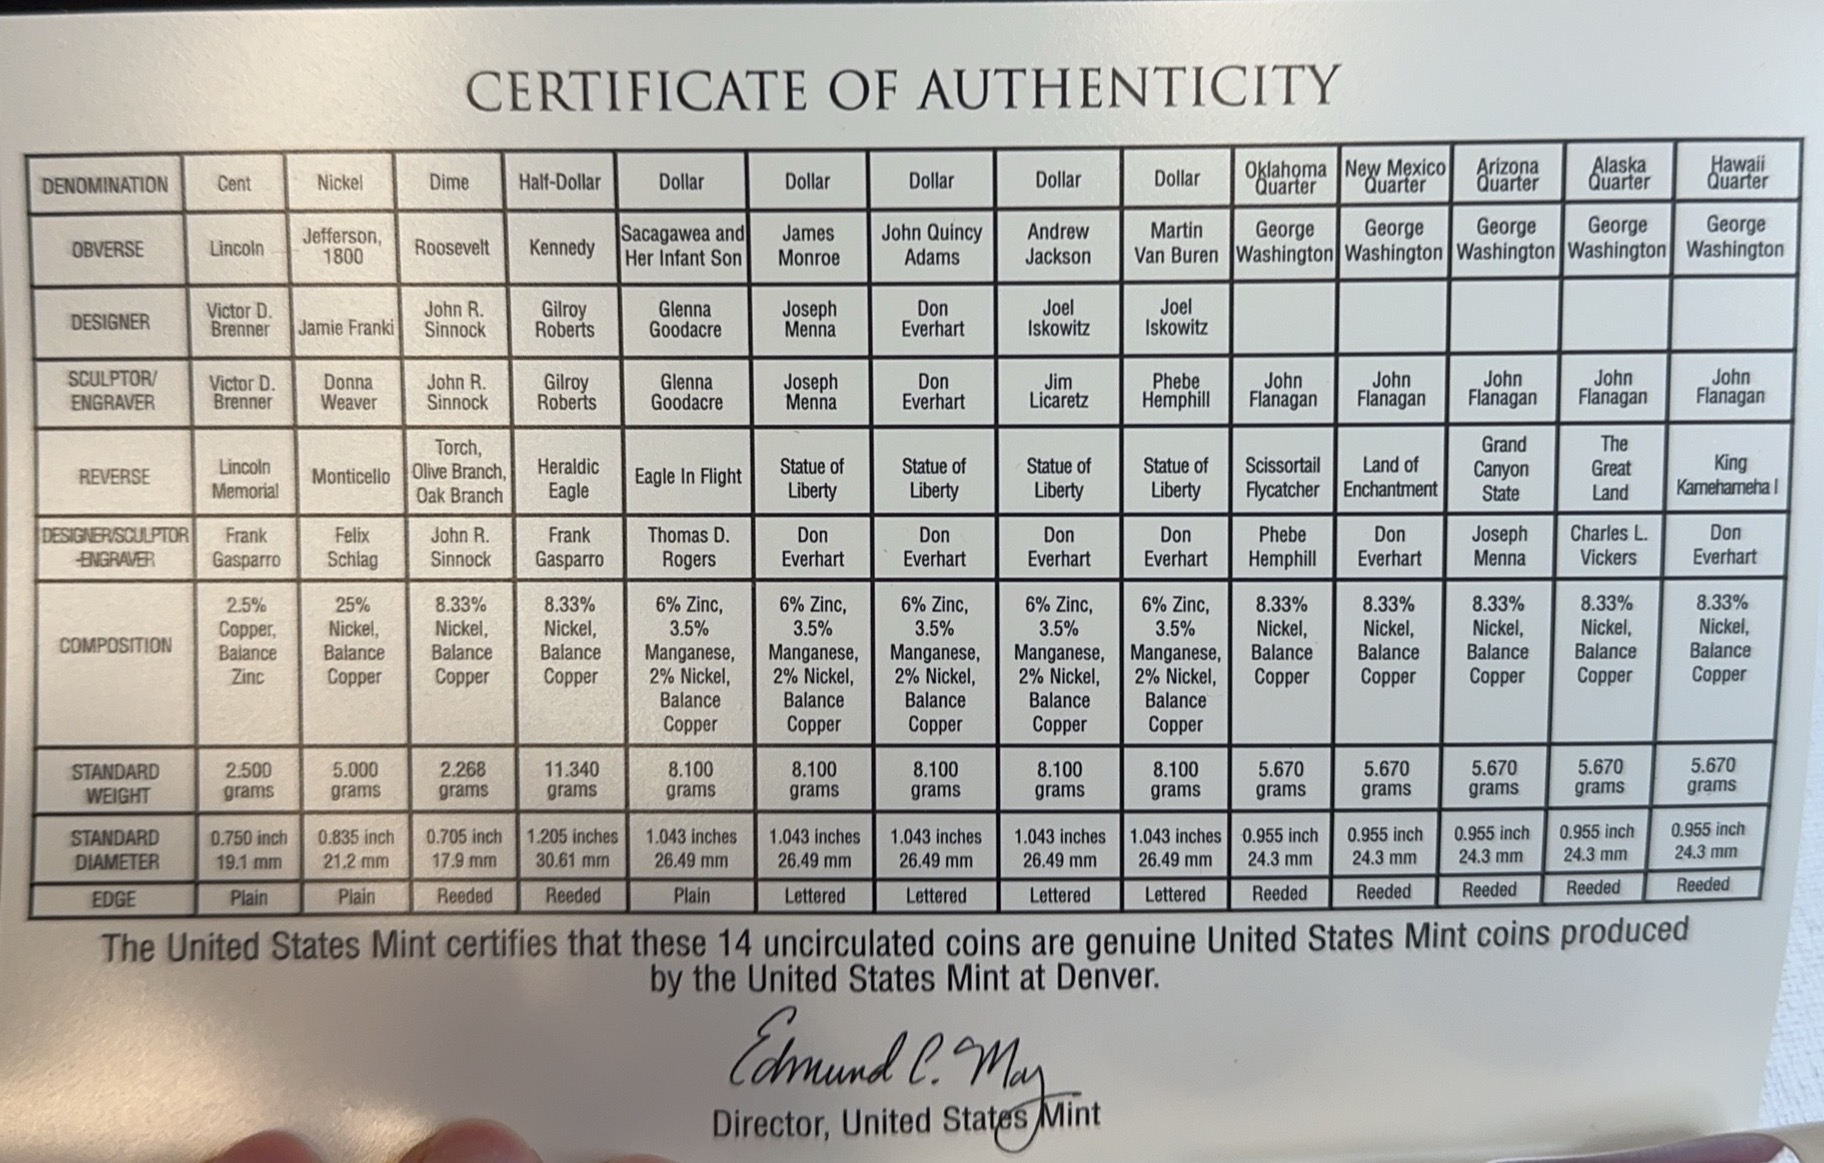 CERTIFICATE OF AUTHENTICITY
DENOMINATION Cent Nickel Dime Half-Dollar Dollar Dollar Dollar Dollar Dollar Oklahoma Quarter New Mexico Quarter Arizona Quarter Alaska Quarter Hawaii Quarter
OBVERSE Lincoln Jefferson, 1800 Roosevelt Kennedy Sacagawea and Her Infant Son James Monroe John Quincy Adams Andrew Jackson Martin Van Buren George Washington George Washington George Washington George Washington George Washington
DESIGNER Victor D. Brenner Jamie Franki John R. Sinnock Gilroy Roberts Glenna Goodacre Joseph Menna Don Everhart Joel Iskowitz Joel Iskowitz
SCULPTOR/ ENGRAVER Victor D. Brenner Donna Weaver John R. Sinnock Gilroy Roberts Glenna Goodacre Joseph Menna Don Everhart Jim Licaretz Phebe Hemphill John Flanagan John Flanagan John Flanagan John Flanagan John Flanagan
REVERSE Lincoln Memorial Monticello Torch, Olive Branch, Oak Branch Heraldic Eagle Eagle In Flight Statue of Liberty Statue of Liberty Statue of Liberty Statue of Liberty Scissortail Flycatcher Land of Enchantment Grand Canyon State The Great Land King Kamehameha I
DESIGNER/SCULPTOR -ENGRAVER Frank Gasparro Felix Schlag John R. Sinnock Frank Gasparro Thomas D. Rogers Don Everhart Don Everhart Don Everhart Don Everhart Phebe Hemphill Don Everhart Joseph Menna Charles L. Vickers Don Everhart
COMPOSITION 2.5% Copper, Balance Zinc 25% Nickel, Balance Copper 8.33% Nickel, Balance Copper 8.33% Nickel, Balance Copper 6% Zinc, 3.5% Manganese, 2% Nickel, Balance Copper 6% Zinc, 3.5% Manganese, 2% Nickel, Balance Copper 6% Zinc, 3.5% Manganese, 2% Nickel, Balance Copper 6% Zinc, 3.5% Manganese, 2% Nickel, Balance Copper 6% Zinc, 3.5% Manganese, 2% Nickel, Balance Copper 8.33% Nickel, Balance Copper 8.33% Nickel, Balance Copper 8.33% Nickel, Balance Copper 8.33% Nickel, Balance Copper 8.33% Nickel, Balance Copper
STANDARD WEIGHT 2.500 grams 5.000 grams 2.268 grams 11.340 grams 8.100 grams 8.100 grams 8.100 grams 8.100 grams 8.100 grams 5.670 grams 5.670 grams 5.670 grams 5.670 grams 5.670 grams
STANDARD DIAMETER 0.750 inch 19.1 mm 0.835 inch 21.2 mm 0.705 inch 17.9 mm 1.205 inches 30.61 mm 1.043 inches 26.49 mm 1.043 inches 26.49 mm 1.043 inches 26.49 mm 1.043 inches 26.49 mm 1.043 inches 26.49 mm 0.955 inch 24.3 mm 0.955 inch 24.3 mm 0.955 inch 24.3 mm 0.955 inch 24.3 mm 0.955 inch 24.3 mm
EDGE Plain Plain Reeded Reeded Plain Lettered Lettered Lettered Lettered Reeded Reeded Reeded Reeded Reeded
The United States Mint certifies that these 14 uncirculated coins are genuine United States Mint coins produced
by the United States Mint at Denver.
Edmund C. Moy
Director, United States Mint